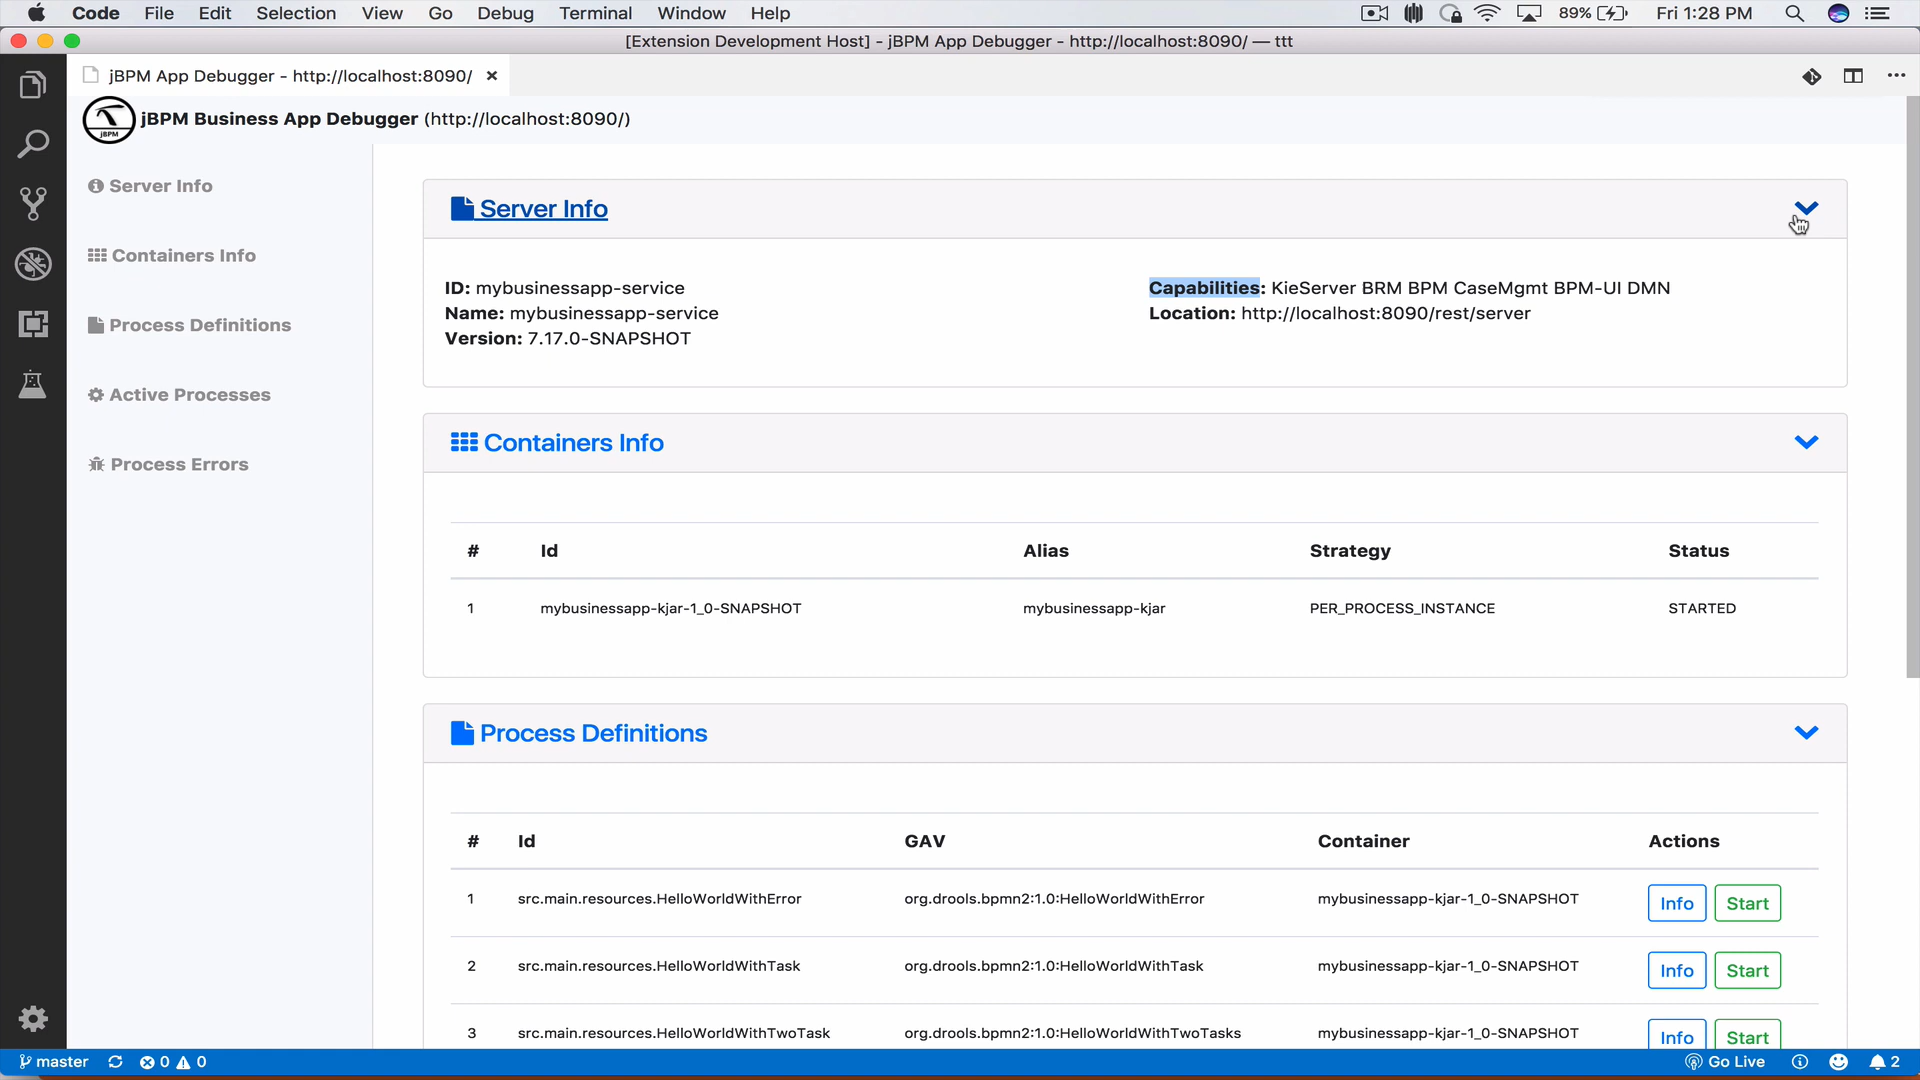 Code File Edit Selection View Go Debug Terminal Window Help 89% Fri 1:28 PM
[Extension Development Host] - jBPM App Debugger - http://localhost:8090/ — ttt
jBPM App Debugger - http://localhost:8090/
jBPM
jBPM Business App Debugger (http://localhost:8090/)
Server Info
Containers Info
Process Definitions
Active Processes
Process Errors
Server Info
ID: mybusinessapp-service
Name: mybusinessapp-service
Version: 7.17.0-SNAPSHOT
Capabilities: KieServer BRM BPM CaseMgmt BPM-UI DMN
Location: http://localhost:8090/rest/server
Containers Info
# Id Alias Strategy Status
1 mybusinessapp-kjar-1_0-SNAPSHOT mybusinessapp-kjar PER_PROCESS_INSTANCE STARTED
Process Definitions
# Id GAV Container Actions
1 src.main.resources.HelloWorldWithError org.drools.bpmn2:1.0:HelloWorldWithError mybusinessapp-kjar-1_0-SNAPSHOT Info Start
2 src.main.resources.HelloWorldWithTask org.drools.bpmn2:1.0:HelloWorldWithTask mybusinessapp-kjar-1_0-SNAPSHOT Info Start
3 src.main.resources.HelloWorldWithTwoTask org.drools.bpmn2:1.0:HelloWorldWithTwoTasks mybusinessapp-kjar-1_0-SNAPSHOT Info Start
master 0 0 Go Live 2